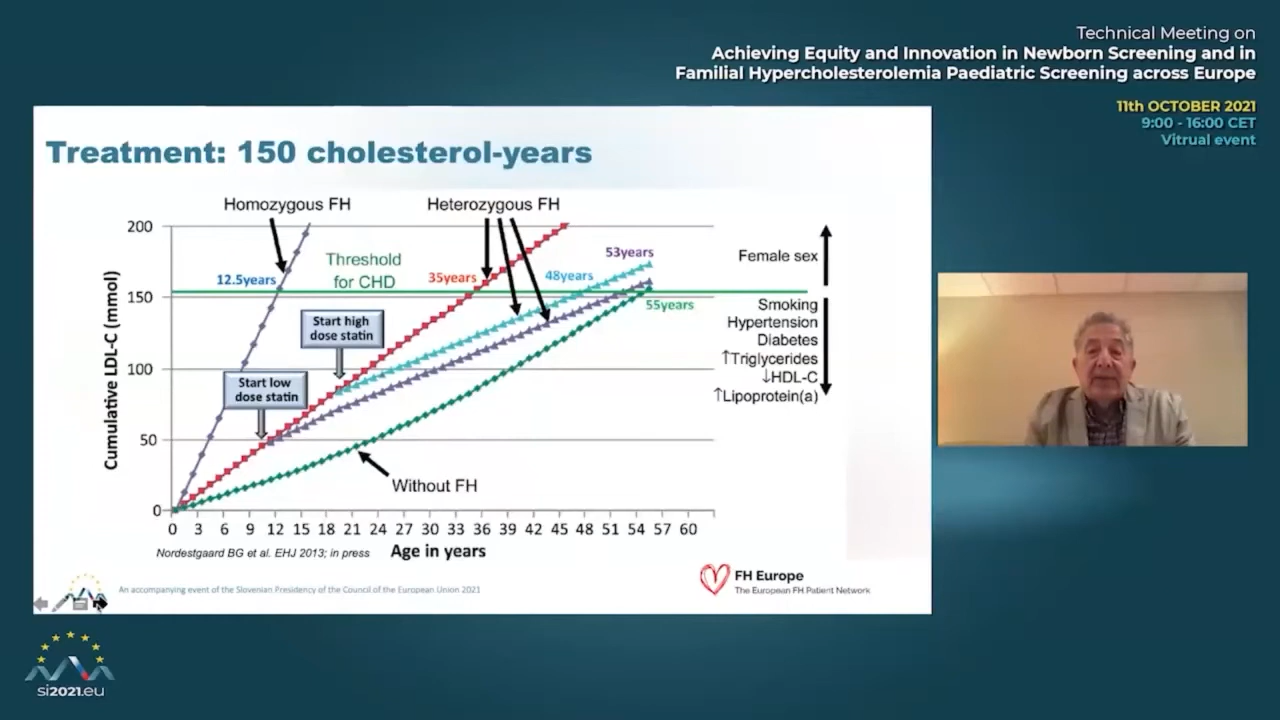 Technical Meeting on
Achieving Equity and Innovation in Newborn Screening and in
Familial Hypercholesterolemia Paediatric Screening across Europe
11th OCTOBER 2021
9:00 - 16:00 CET
Vitrual event
Treatment: 150 cholesterol-years
Homozygous FH
Heterozygous FH
Cumulative LDL-C (mmol)
200
150
100
50
0
12.5years
Threshold
for CHD
35years
48years
53years
55years
Start high
dose statin
Start low
dose statin
Without FH
Female sex
Smoking
Hypertension
Diabetes
↑Triglycerides
↓HDL-C
↑Lipoprotein(a)
0 3 6 9 12 15 18 21 24 27 30 33 36 39 42 45 48 51 54 57 60
Nordestgaard BG et al. EHJ 2013; in press
Age in years
An accompanying event of the Slovenian Presidency of the Council of the European Union 2021
FH Europe
The European FH Patient Network
si2021.eu